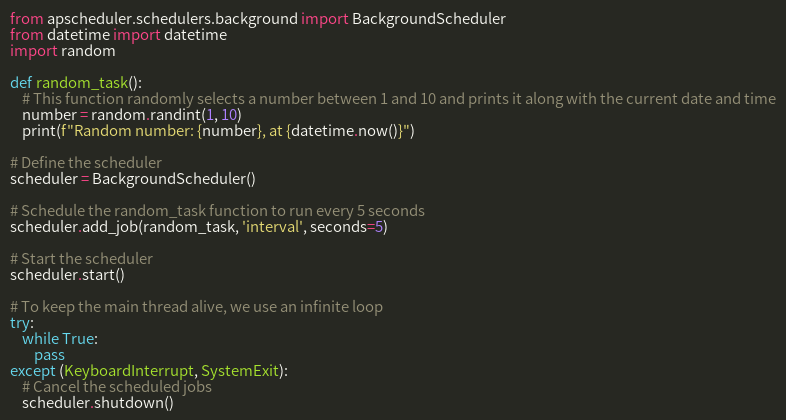 from apscheduler.schedulers.background import BackgroundScheduler
from datetime import datetime
import random

def random_task():
    # This function randomly selects a number between 1 and 10 and prints it along with the current date and time
    number = random.randint(1, 10)
    print(f"Random number: {number}, at {datetime.now()}")

# Define the scheduler
scheduler = BackgroundScheduler()

# Schedule the random_task function to run every 5 seconds
scheduler.add_job(random_task, 'interval', seconds=5)

# Start the scheduler
scheduler.start()

# To keep the main thread alive, we use an infinite loop
try:
    while True:
        pass
except (KeyboardInterrupt, SystemExit):
    # Cancel the scheduled jobs
    scheduler.shutdown()